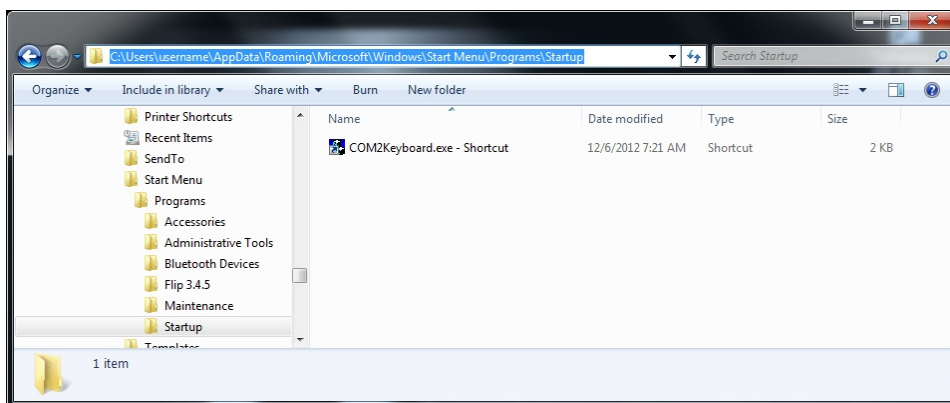 C:\Users\username\AppData\Roaming\Microsoft\Windows\Start Menu\Programs\Startup
Search Startup
Organize Include in library Share with Burn New folder
Printer Shortcuts
Recent Items
SendTo
Start Menu
Programs
Accessories
Administrative Tools
Bluetooth Devices
Flip 3.4.5
Maintenance
Startup
Templates
Name Date modified Type Size
COM2Keyboard.exe - Shortcut 12/6/2012 7:21 AM Shortcut 2 KB
1 item